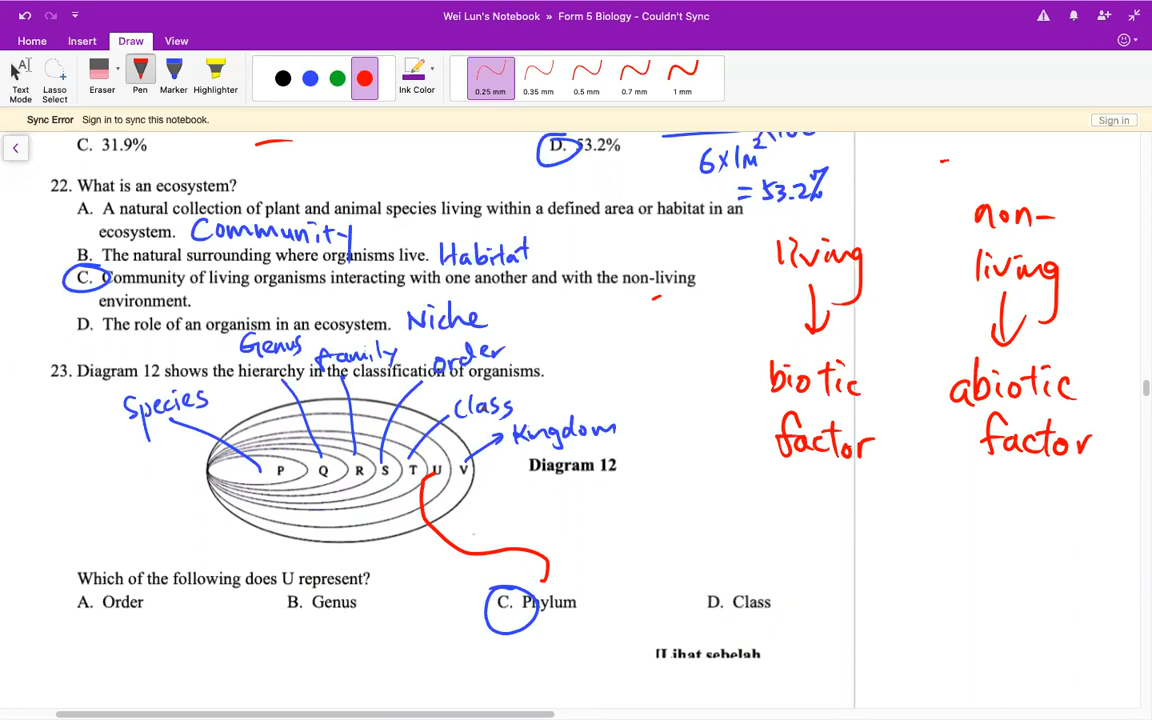 Wei Lun's Notebook » Form 5 Biology - Couldn't Sync
Home Insert Draw View
Text Mode
Lasso Select
Eraser
Pen
Marker
Highlighter
Ink Color
0.25 mm
0.35 mm
0.5 mm
0.7 mm
1 mm
Sync Error Sign in to sync this notebook.
Sign in
C. 31.9%
D. 53.2%
6x1m
= 53.2%
22. What is an ecosystem?
A. A natural collection of plant and animal species living within a defined area or habitat in an
ecosystem. Community
B. The natural surrounding where organisms live. Habitat
C. Community of living organisms interacting with one another and with the non-living
environment.
D. The role of an organism in an ecosystem. Niche
living
biotic
factor
non-
living
abiotic
factor
23. Diagram 12 shows the hierarchy in the classification of organisms.
Species
Genus
family
order
Class
Kingdom
P Q R S T U V
Diagram 12
Which of the following does U represent?
A. Order B. Genus C. Phylum D. Class
[Lihat sebelah